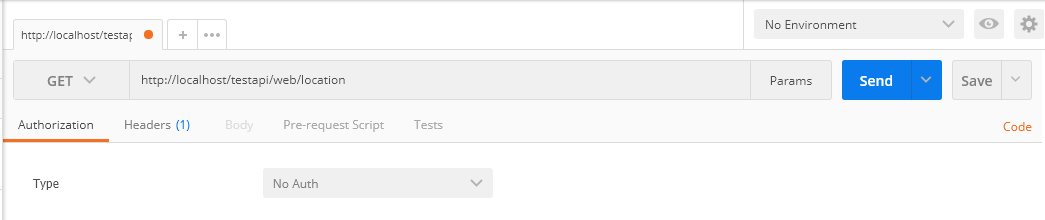 http://localhost/testap
No Environment
GET http://localhost/testapi/web/location Params Send Save
Authorization Headers (1) Body Pre-request Script Tests Code
Type No Auth